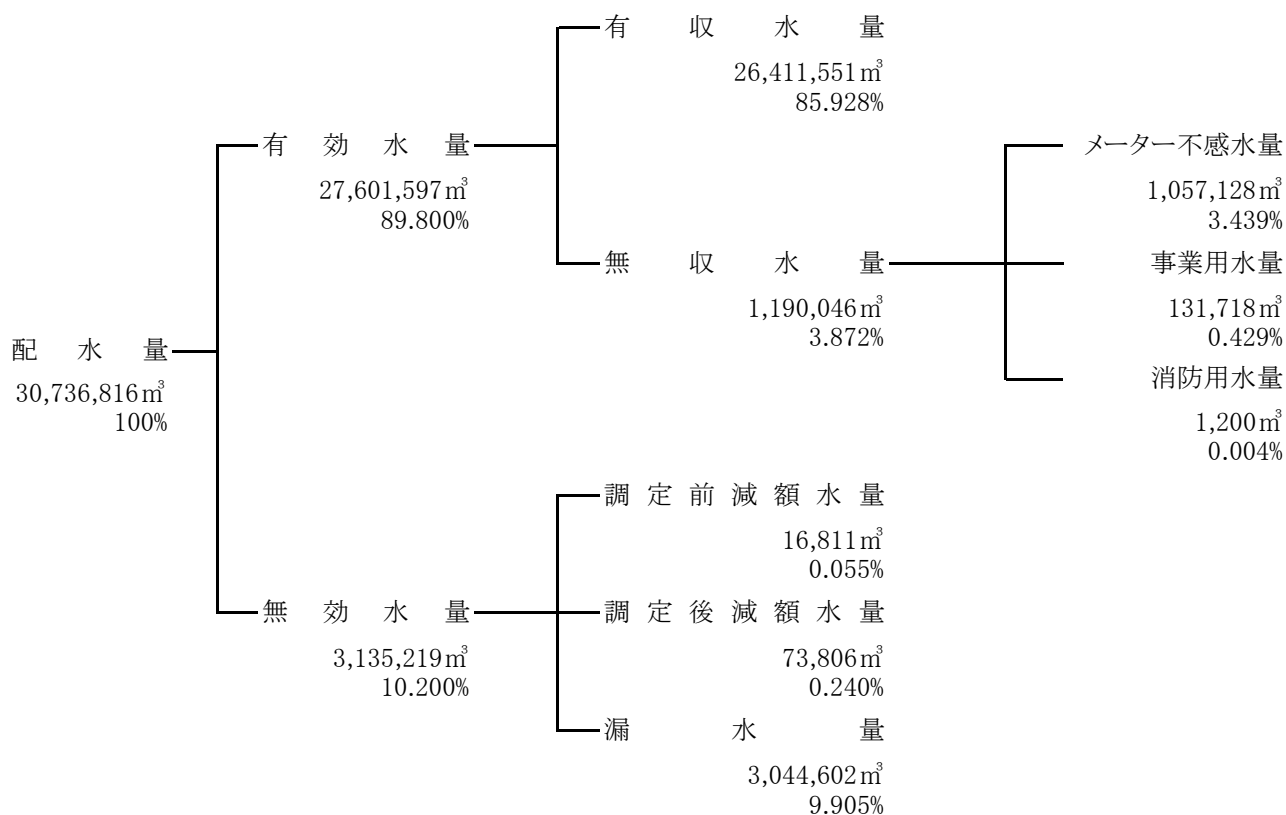 配水量
30,736,816㎥
100%
有効水量
27,601,597㎥
89.800%
有収水量
26,411,551㎥
85.928%
無収水量
1,190,046㎥
3.872%
メーター不感水量
1,057,128㎥
3.439%
事業用水量
131,718㎥
0.429%
消防用水量
1,200㎥
0.004%
無効水量
3,135,219㎥
10.200%
調定前減額水量
16,811㎥
0.055%
調定後減額水量
73,806㎥
0.240%
漏水量
3,044,602㎥
9.905%